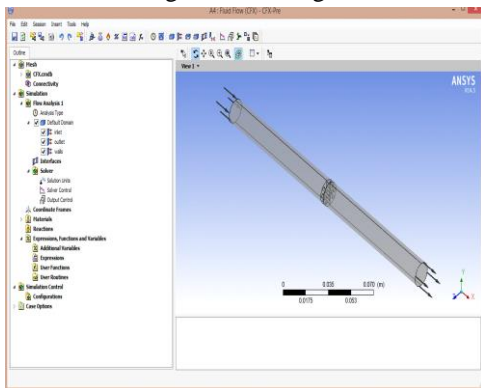 A4: Fluid Flow (CFX) - CFX-Pre
File Edit Session Insert Tools Help
Outline
Mesh
CFX.cmdb
Connectivity
Simulation
Flow Analysis 1
Analysis Type
Default Domain
inlet
outlet
walls
Interfaces
Solver
Solution Units
Solver Control
Output Control
Coordinate Frames
Materials
Reactions
Expressions, Functions and Variables
Additional Variables
Expressions
User Functions
User Routines
Simulation Control
Configurations
Case Options
View 1
ANSYS
0 0.035 0.070 (m)
0.0175 0.053
Y
X